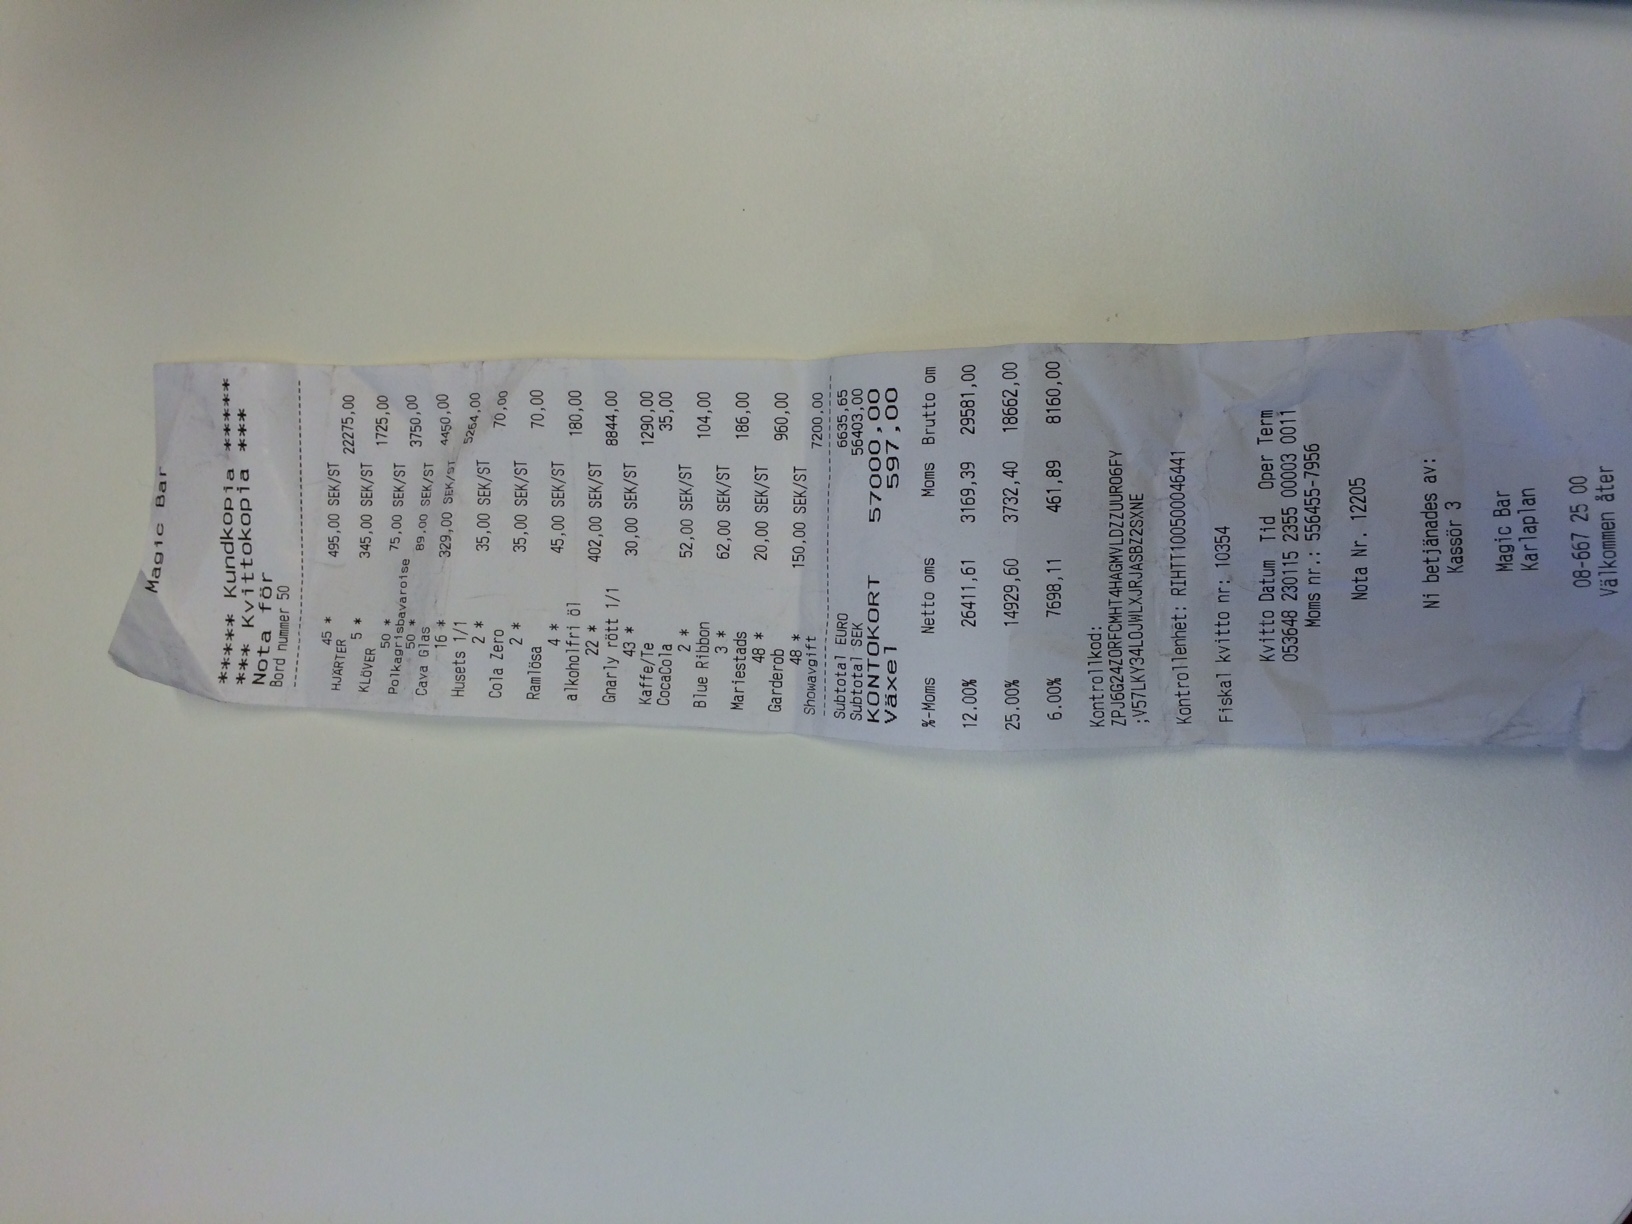 Magic Bar
***** Kundkopia *****
*** Kvittokopia ***
Nota för
Bord nummer 50
45 * 495,00 SEK/ST
HJÄRTER 22275,00
5 * 345,00 SEK/ST
KLÖVER 1725,00
50 * 75,00 SEK/ST
Polkagrisbavaroise 3750,00
50 * 89,00 SEK/ST
Cava Glas 4450,00
16 * 329,00 SEK/ST
Husets 1/1 5264,00
2 * 35,00 SEK/ST
Cola Zero 70,00
2 * 35,00 SEK/ST
Ramlösa 70,00
4 * 45,00 SEK/ST
alkoholfri öl 180,00
22 * 402,00 SEK/ST
Gnarly rött 1/1 8844,00
43 * 30,00 SEK/ST
Kaffe/Te 1290,00
CocaCola 35,00
2 * 52,00 SEK/ST
Blue Ribbon 104,00
3 * 62,00 SEK/ST
Mariestads 186,00
48 * 20,00 SEK/ST
Garderob 960,00
48 * 150,00 SEK/ST
Showavgift 7200,00
Subtotal EURO 6635,65
Subtotal SEK 56403,00
KONTOKORT 57000,00
Växel 597,00
%-Moms Netto oms Moms Brutto om
12.00% 26411,61 3169,39 29581,00
25.00% 14929,60 3732,40 18662,00
6.00% 7698,11 461,89 8160,00
Kontrollkod:
ZPJ6G24ZORFCMHT4HAGMVLDZZUURO6FY
;V57LKY34LOJWLXJRJASBZ2SXNE
Kontrollenhet: RIHTT100500046441
Fiskal kvitto nr: 10354
Kvitto Datum Tid Oper Term
053648 230115 2355 00003 0011
Moms nr.: 556455-7956
Nota Nr. 12205
Ni betjänades av:
Kassör 3
Magic Bar
Karlaplan
08-667 25 00
Välkommen åter